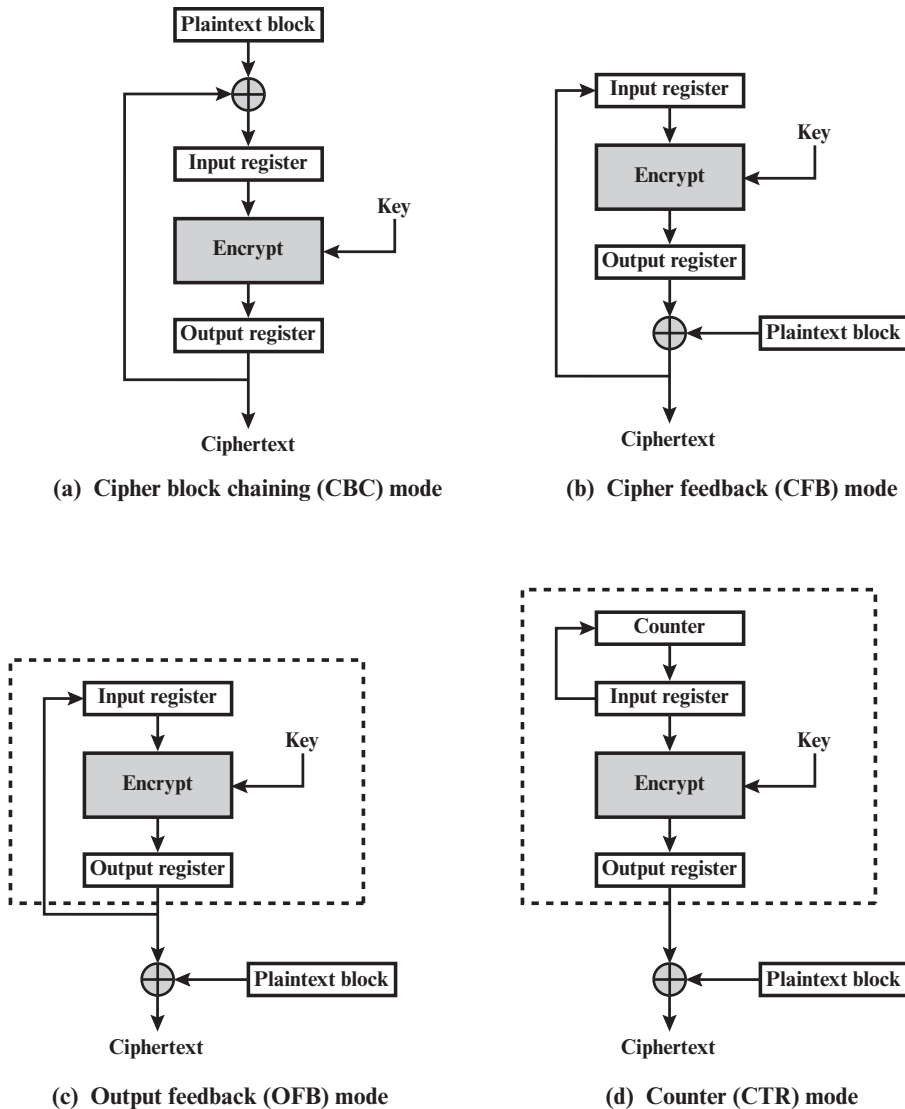 Plaintext block
Input register
Key
Encrypt
Output register
Ciphertext
(a) Cipher block chaining (CBC) mode
Input register
Key
Encrypt
Output register
Plaintext block
Ciphertext
(b) Cipher feedback (CFB) mode
Input register
Key
Encrypt
Output register
Plaintext block
Ciphertext
(c) Output feedback (OFB) mode
Counter
Input register
Key
Encrypt
Output register
Plaintext block
Ciphertext
(d) Counter (CTR) mode